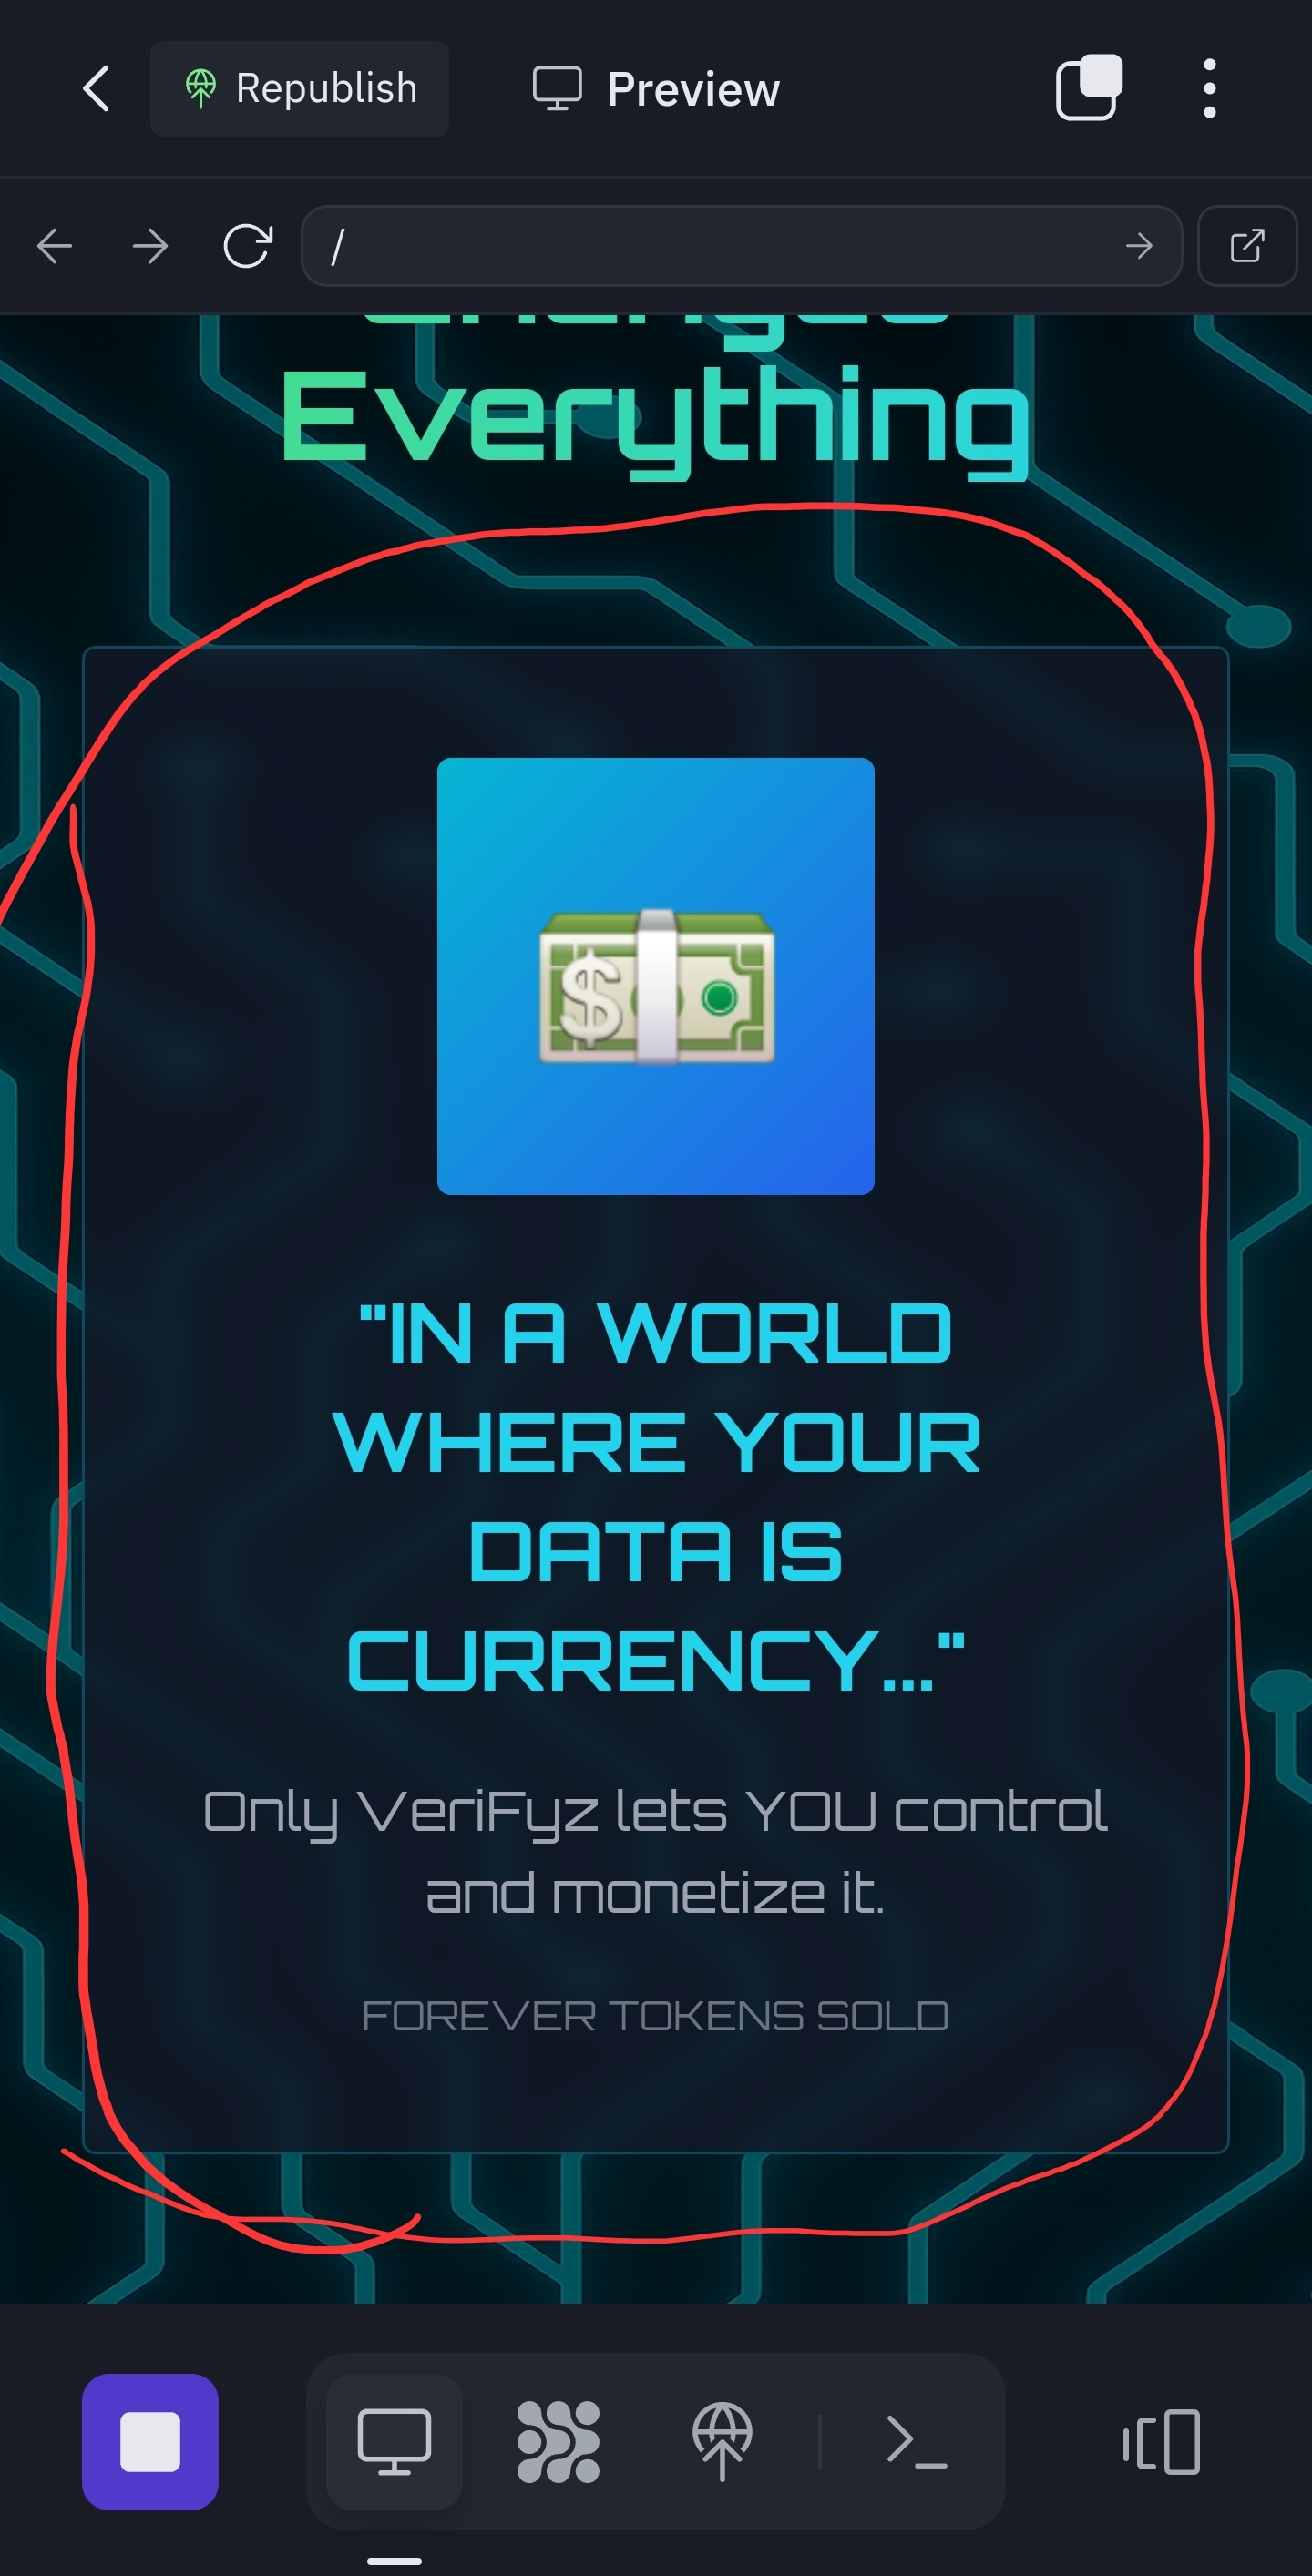 Republish
Preview
/
Everything
"IN A WORLD
WHERE YOUR
DATA IS
CURRENCY..."
Only VeriFyz lets YOU control
and monetize it.
FOREVER TOKENS SOLD